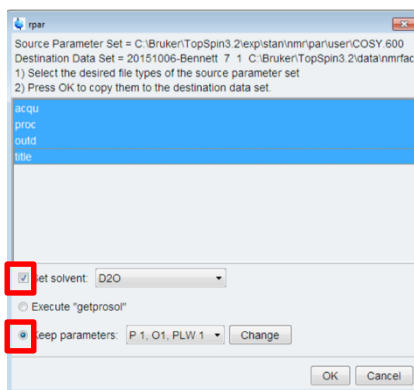 rpar
Source Parameter Set = C:\Bruker\TopSpin3.2\exp\stan\nmr\par\user\COSY.600
Destination Data Set = 20151006-Bennett 7 1 C:\Bruker\TopSpin3.2\data\nmrfac
1) Select the desired file types of the source parameter set
2) Press OK to copy them to the destination data set.
acqu
proc
outd
title
Set solvent: D2O
Execute "getprosol"
Keep parameters: P 1, O1, PLW 1 Change
OK Cancel